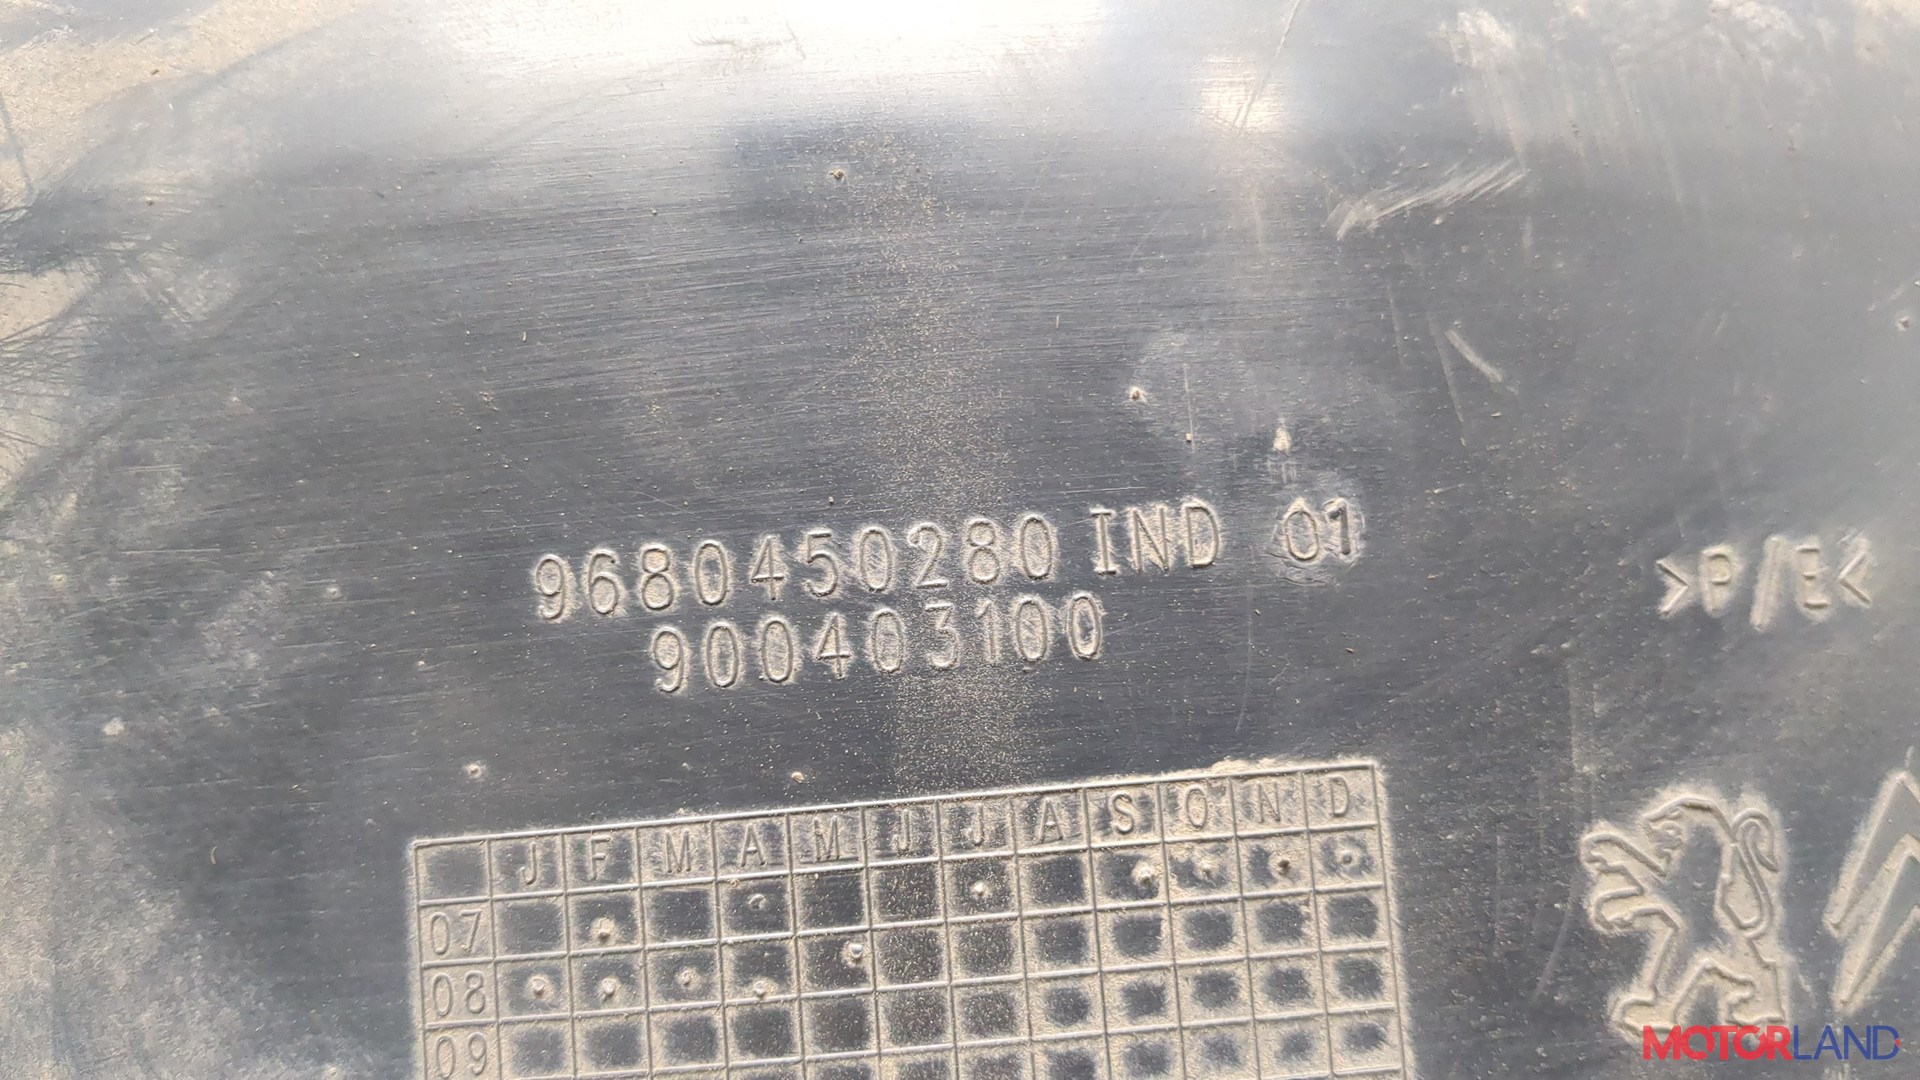 9680450280 IND 01
900403100
>P/E<
J F M A M J J A S O N D
07
08
09
MOTORLAND